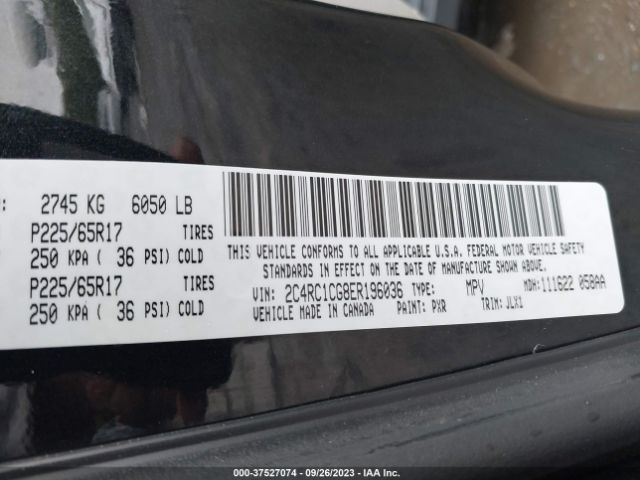 : 2745 KG 6050 LB
P225/65R17 TIRES
250 KPA ( 36 PSI) COLD
P225/65R17 TIRES
250 KPA ( 36 PSI) COLD
THIS VEHICLE CONFORMS TO ALL APPLICABLE U.S.A. FEDERAL MOTOR VEHICLE SAFETY
STANDARDS IN EFFECT ON THE DATE OF MANUFACTURE SHOWN ABOVE.
VIN: 2C4RC1CG8ER196036 TYPE: MPV MDH: 111622 058AA
VEHICLE MADE IN CANADA PAINT: PXR TRIM: JLX1
000-37527074 | 09/26/2023 | IAA Inc.